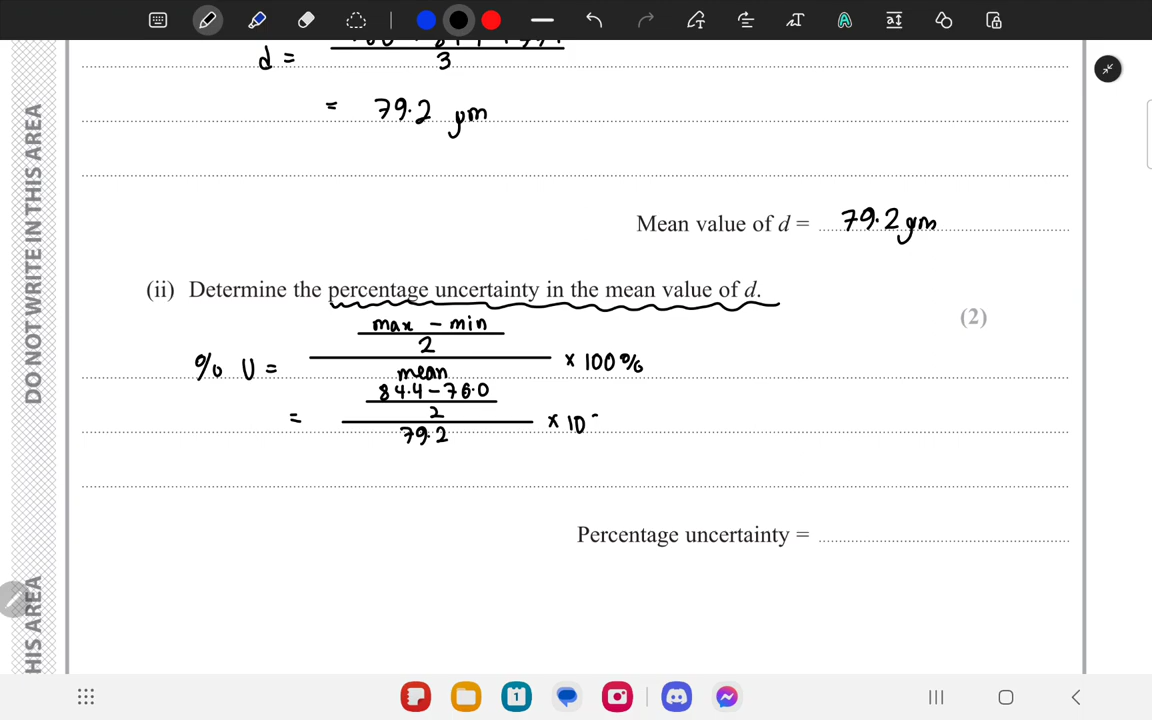 d =
3
= 79.2 μm
Mean value of d = 79.2 μm
(ii) Determine the percentage uncertainty in the mean value of d.
(2)
% U = max - min / 2 / mean × 100%
= 84.4 - 76.0 / 2 / 79.2 × 10
Percentage uncertainty =
DO NOT WRITE IN THIS AREA
HIS AREA